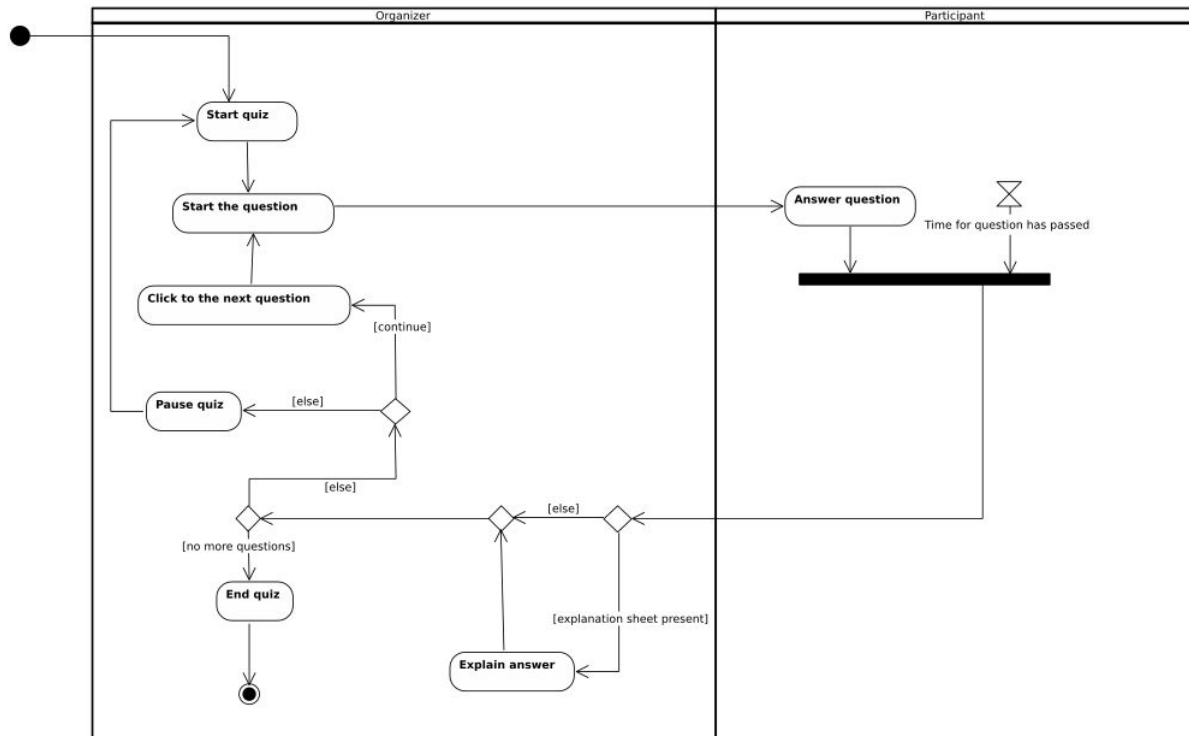 Organizer
Participant
Start quiz
Start the question
Answer question
Time for question has passed
Click to the next question
[continue]
Pause quiz
[else]
[else]
[else]
[no more questions]
End quiz
[explanation sheet present]
Explain answer